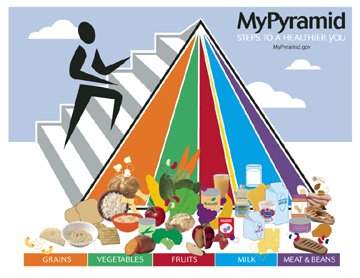 MyPyramid
STEPS TO A HEALTHIER YOU
MyPyramid.gov
GRAINS
VEGETABLES
FRUITS
MILK
MEAT & BEANS